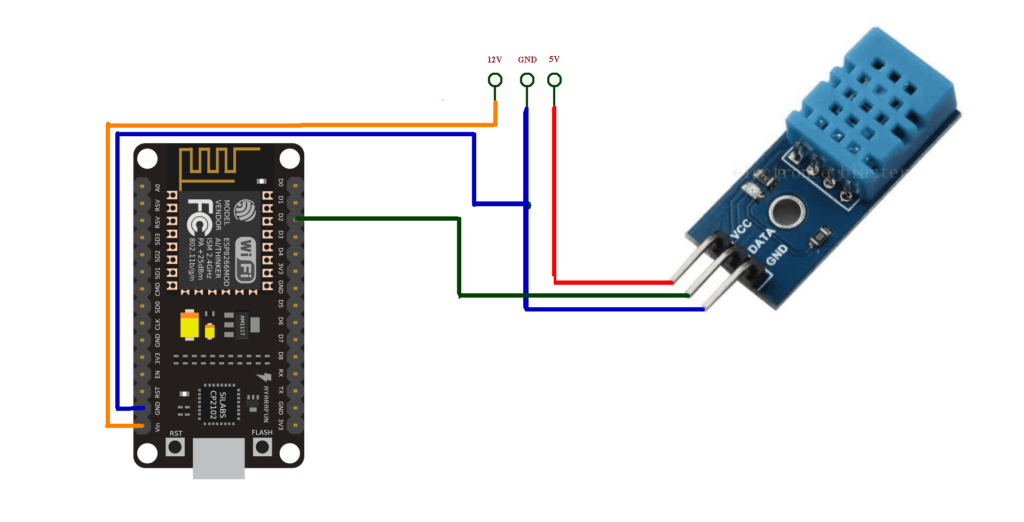 12V
GND
5V
A0
RSV
RSV
SD3
SD2
SD1
CMD
SD0
CLK
GND
3V3
EN
RST
GND
Vin
D0
D1
D2
D3
D4
3V3
GND
D5
D6
D7
D8
RX
TX
GND
3V3
MODEL
VENDOR
ESP8266MOD
AI/THINKER
ISM 2.4GHz
PA +25dBm
802.11b/g/n
FC
WiFi
AM1117
SILABS
CP2102
AYARAFUN
RST
FLASH
VCC
DATA
GND